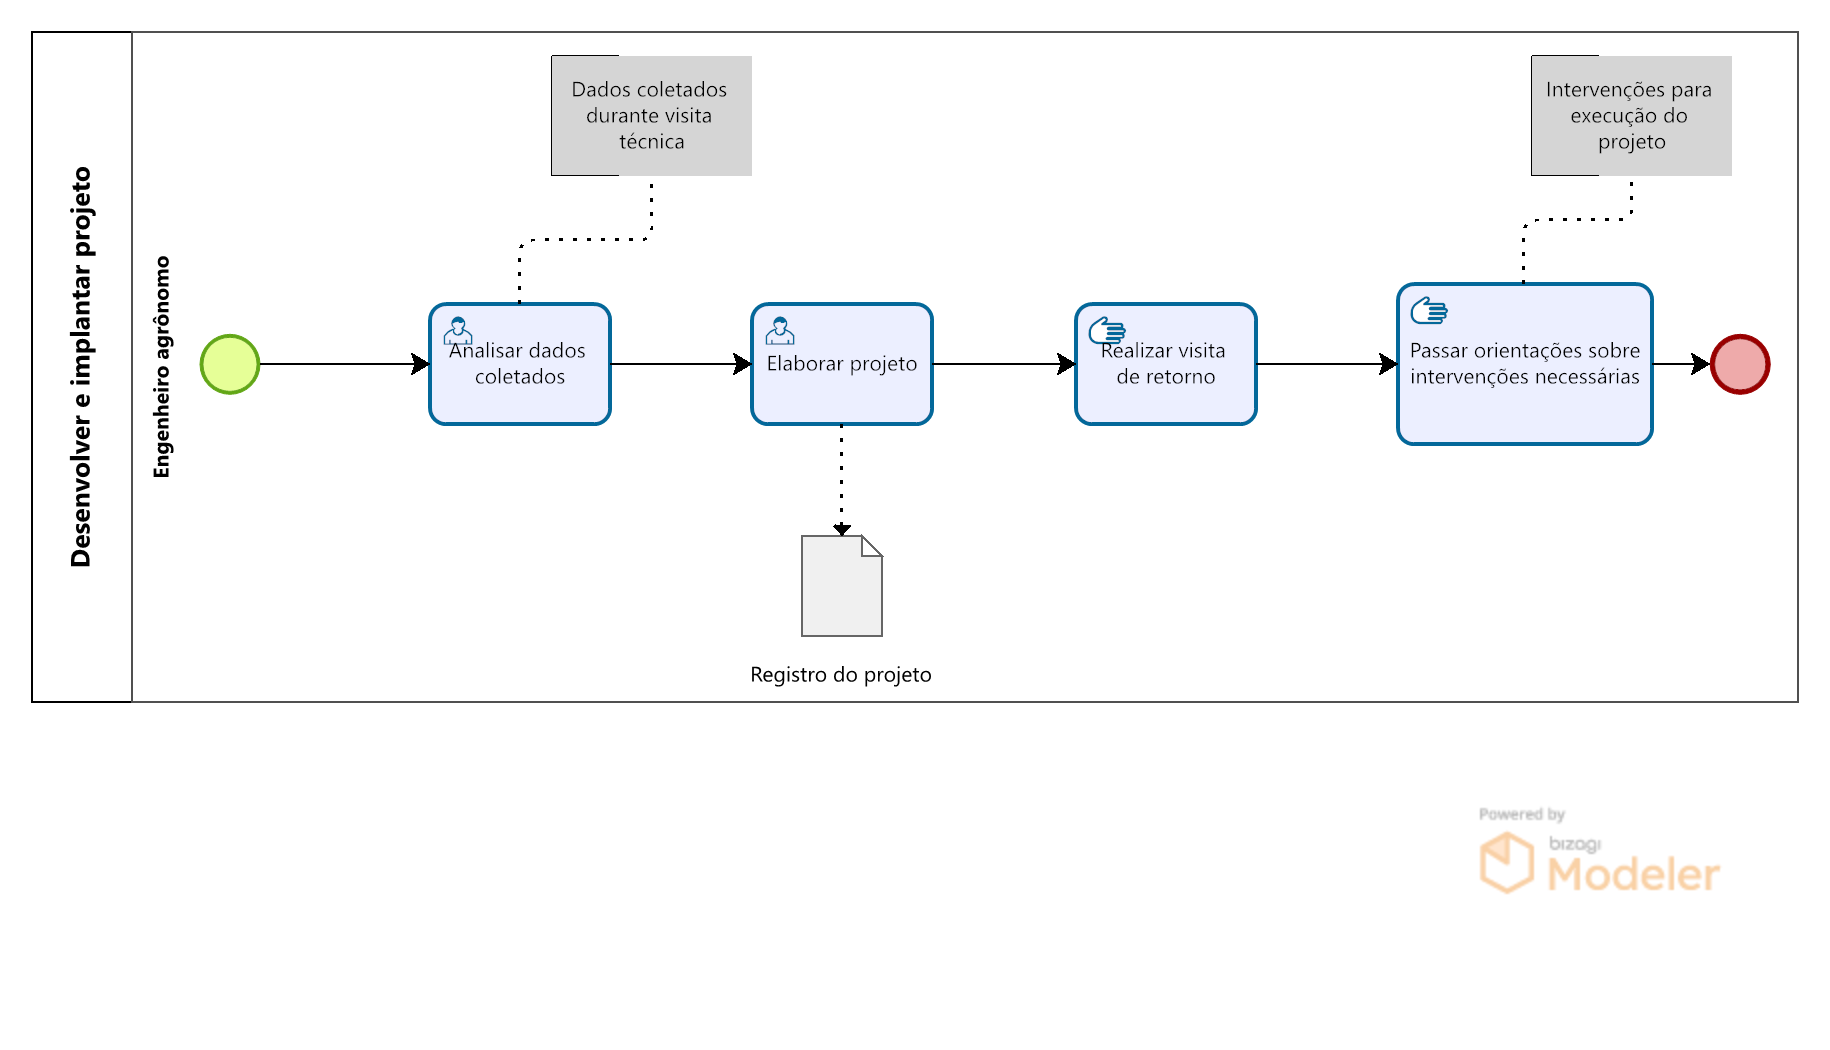 Desenvolver e implantar projeto
Engenheiro agrônomo
Dados coletados
durante visita
técnica
Intervenções para
execução do
projeto
Analisar dados
coletados
Elaborar projeto
Realizar visita
de retorno
Passar orientações sobre
intervenções necessárias
Registro do projeto
Powered by
bizagi
Modeler